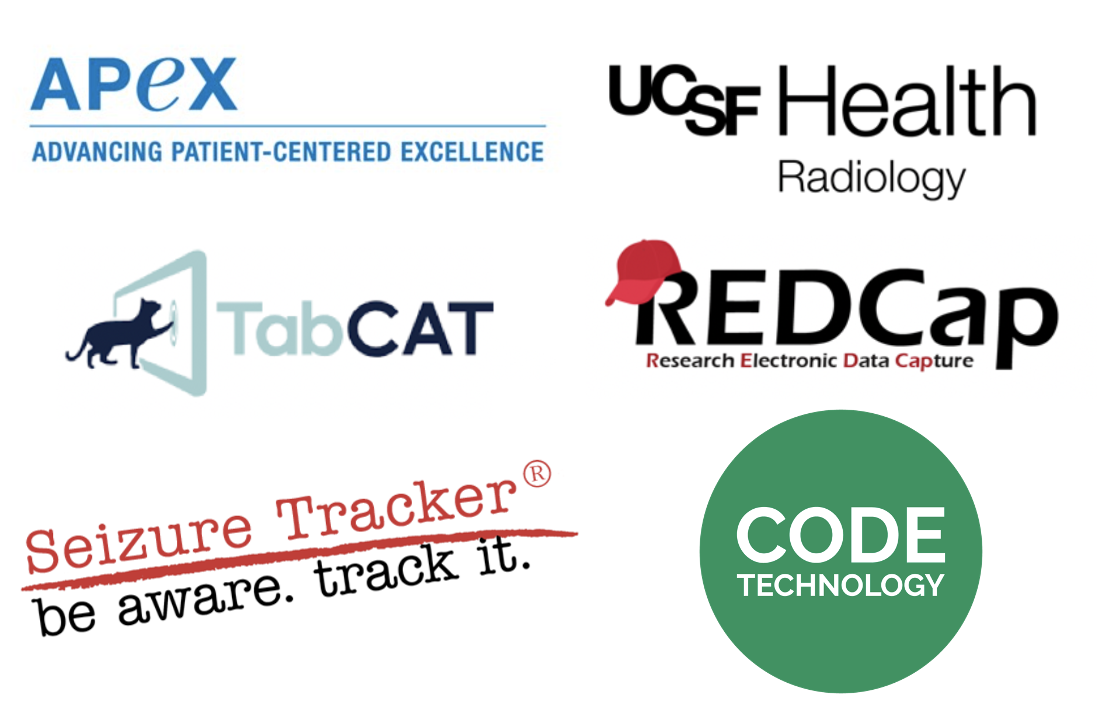 APeX
ADVANCING PATIENT-CENTERED EXCELLENCE
UCSF Health
Radiology
TabCAT
REDCap
Research Electronic Data Capture
Seizure Tracker®
be aware. track it.
CODE
TECHNOLOGY